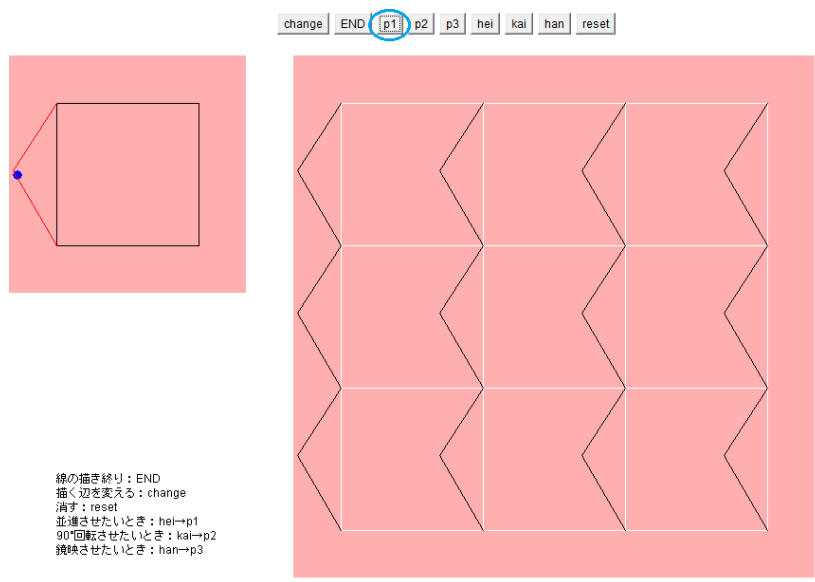 change END p1 p2 p3 hei kai han reset
線の描き終り：END
描く辺を変える：change
消す：reset
並進させたいとき：hei→p1
90°回転させたいとき：kai→p2
鏡映させたいとき：han→p3